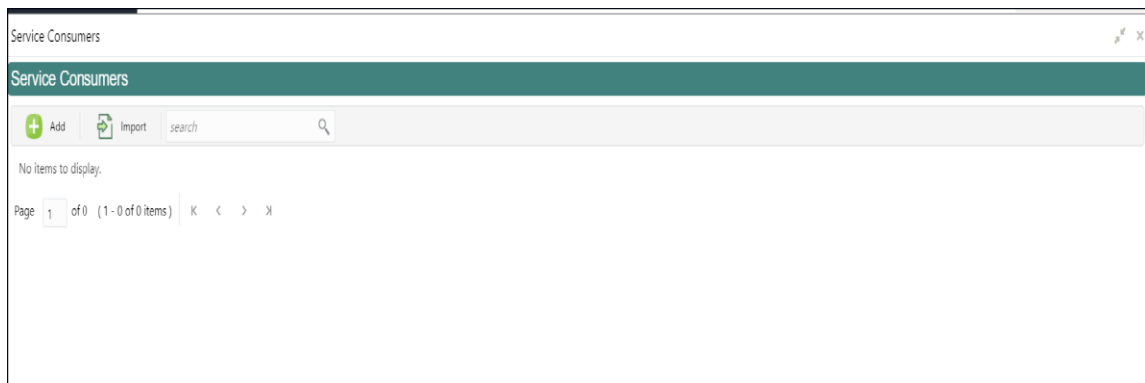 Service Consumers
Service Consumers
Add Import search
No items to display.
Page 1 of 0 ( 1 - 0 of 0 items )